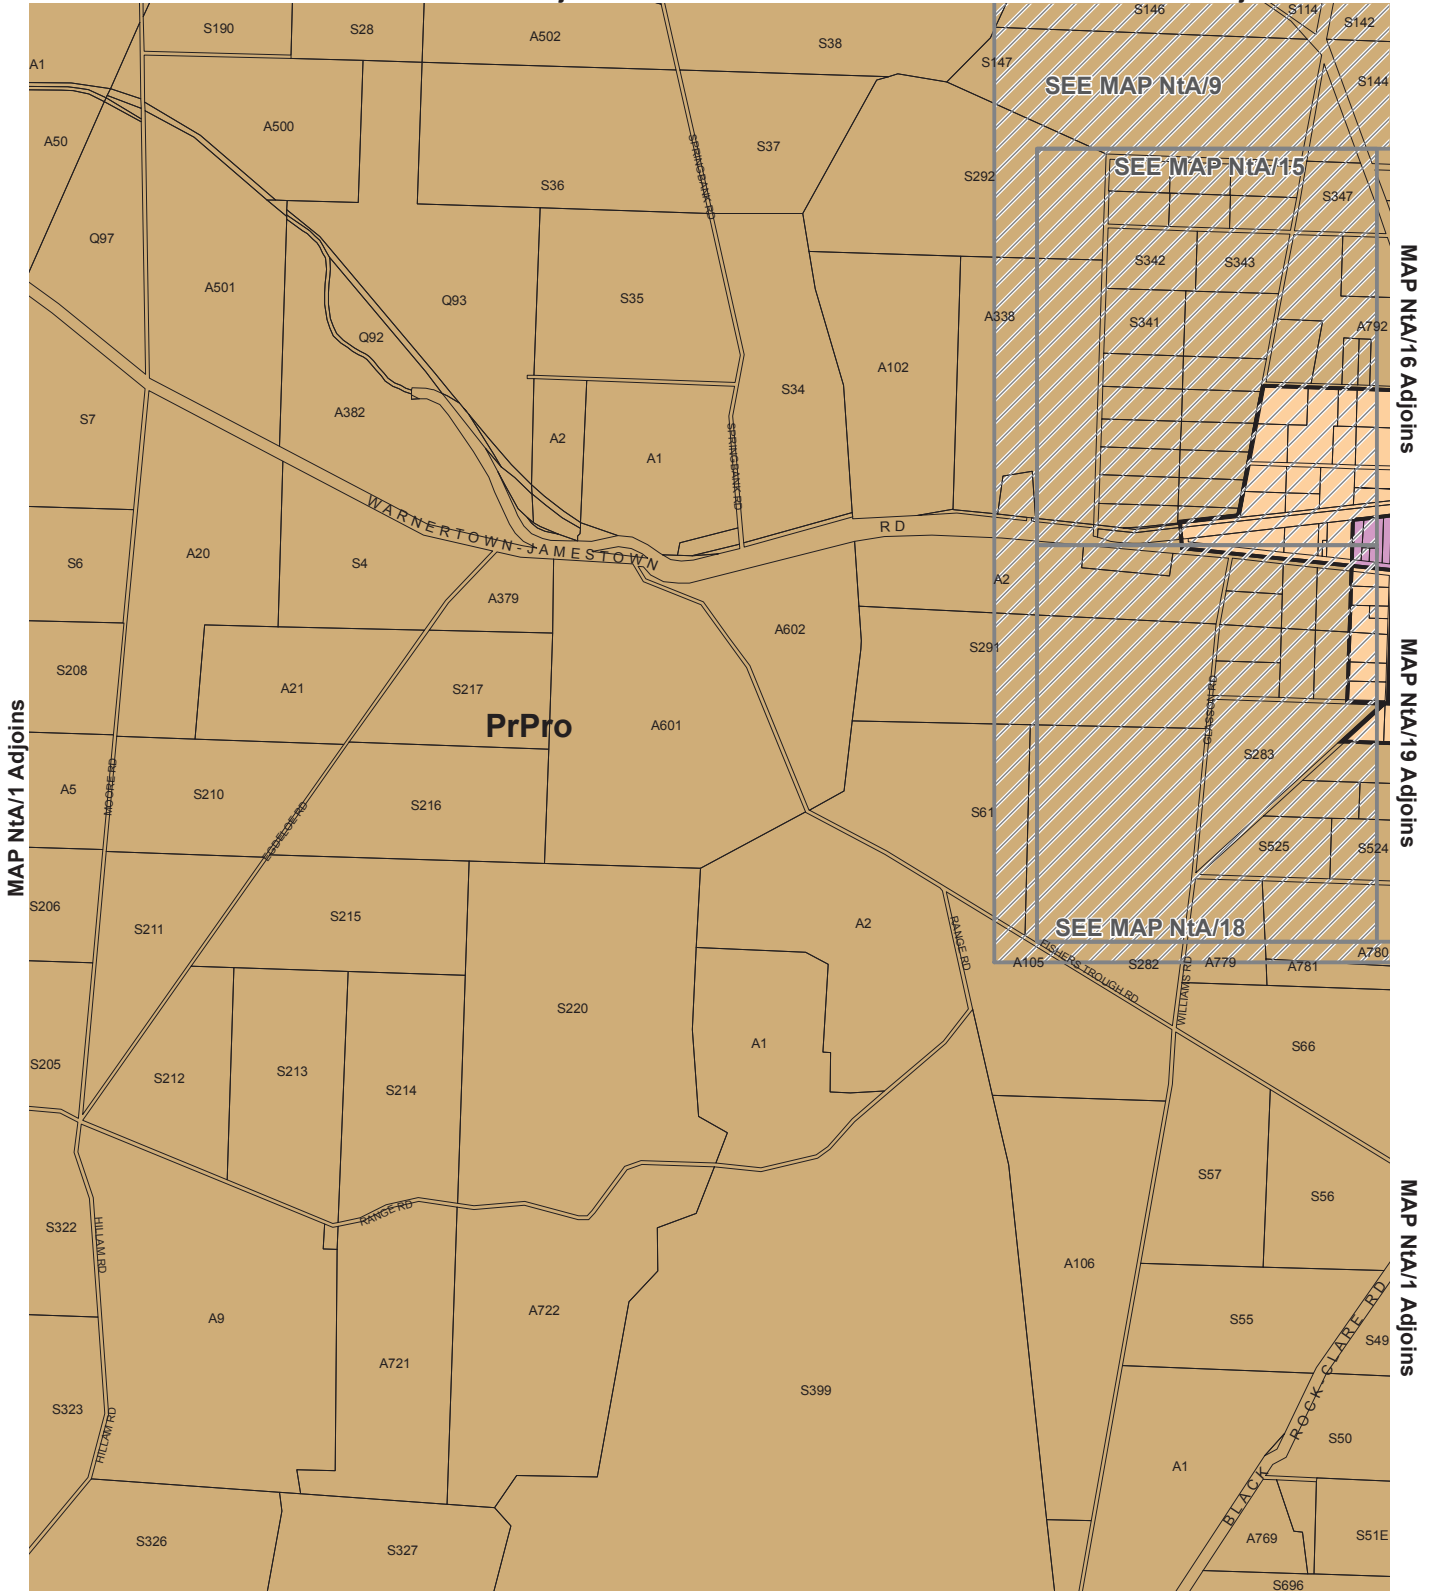 S190
S28
A502
S38
S146
S114
S142
A1
S147
S144
SEE MAP NtA/9
A50
A500
S37
SPRINGBANK RD
SEE MAP NtA/15
S36
S292
S347
Q97
A501
Q93
S35
S342
S343
MAP NtA/16 Adjoins
Q92
A338
S341
A792
S34
A102
S7
A382
A2
A1
SPRINGBANK RD
WARNERTOWN-JAMESTOWN
RD
A20
S6
S4
A379
A2
A602
S291
S208
A21
S217
PrPro
A601
GLASSON RD
MAP NtA/19 Adjoins
MAP NtA/1 Adjoins
S283
A5
MOORE RD
S210
S216
S61
EGDELOE RD
S525
S524
S206
S211
S215
A2
RANGE RD
SEE MAP NtA/18
A105
FISHERS TROUGH RD
S282
A779
A781
A780
WILLIAMS RD
S220
A1
S66
S205
S212
S213
S214
S57
S56
RANGE RD
S322
HILLAM RD
A106
MAP NtA/1 Adjoins
A9
A722
S55
BLACK ROCK-CLARE RD
S49
A721
S399
S323
HILLAM RD
S50
A1
S326
S327
A769
S51E
S696